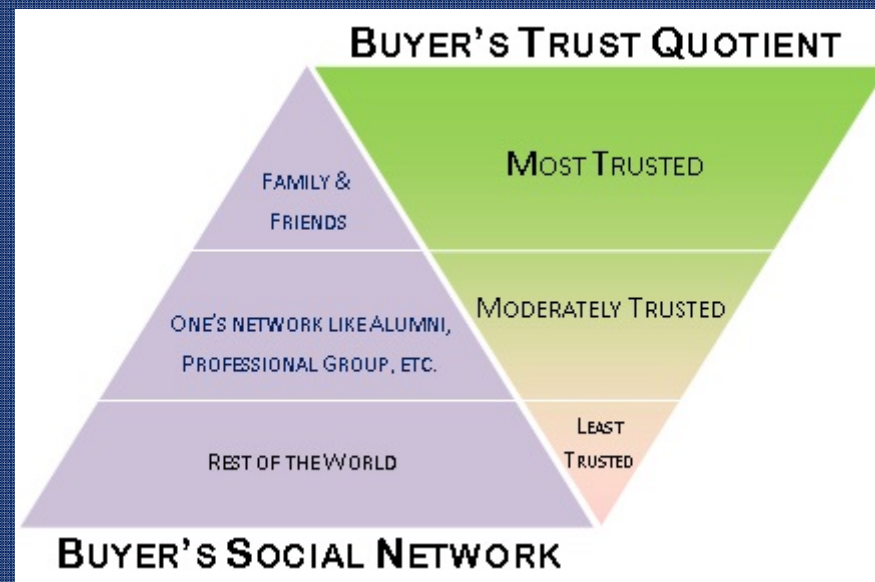 BUYER'S TRUST QUOTIENT
MOST TRUSTED
FAMILY &
FRIENDS
MODERATELY TRUSTED
ONE'S NETWORK LIKE ALUMNI,
PROFESSIONAL GROUP, ETC.
LEAST
TRUSTED
REST OF THE WORLD
BUYER'S SOCIAL NETWORK